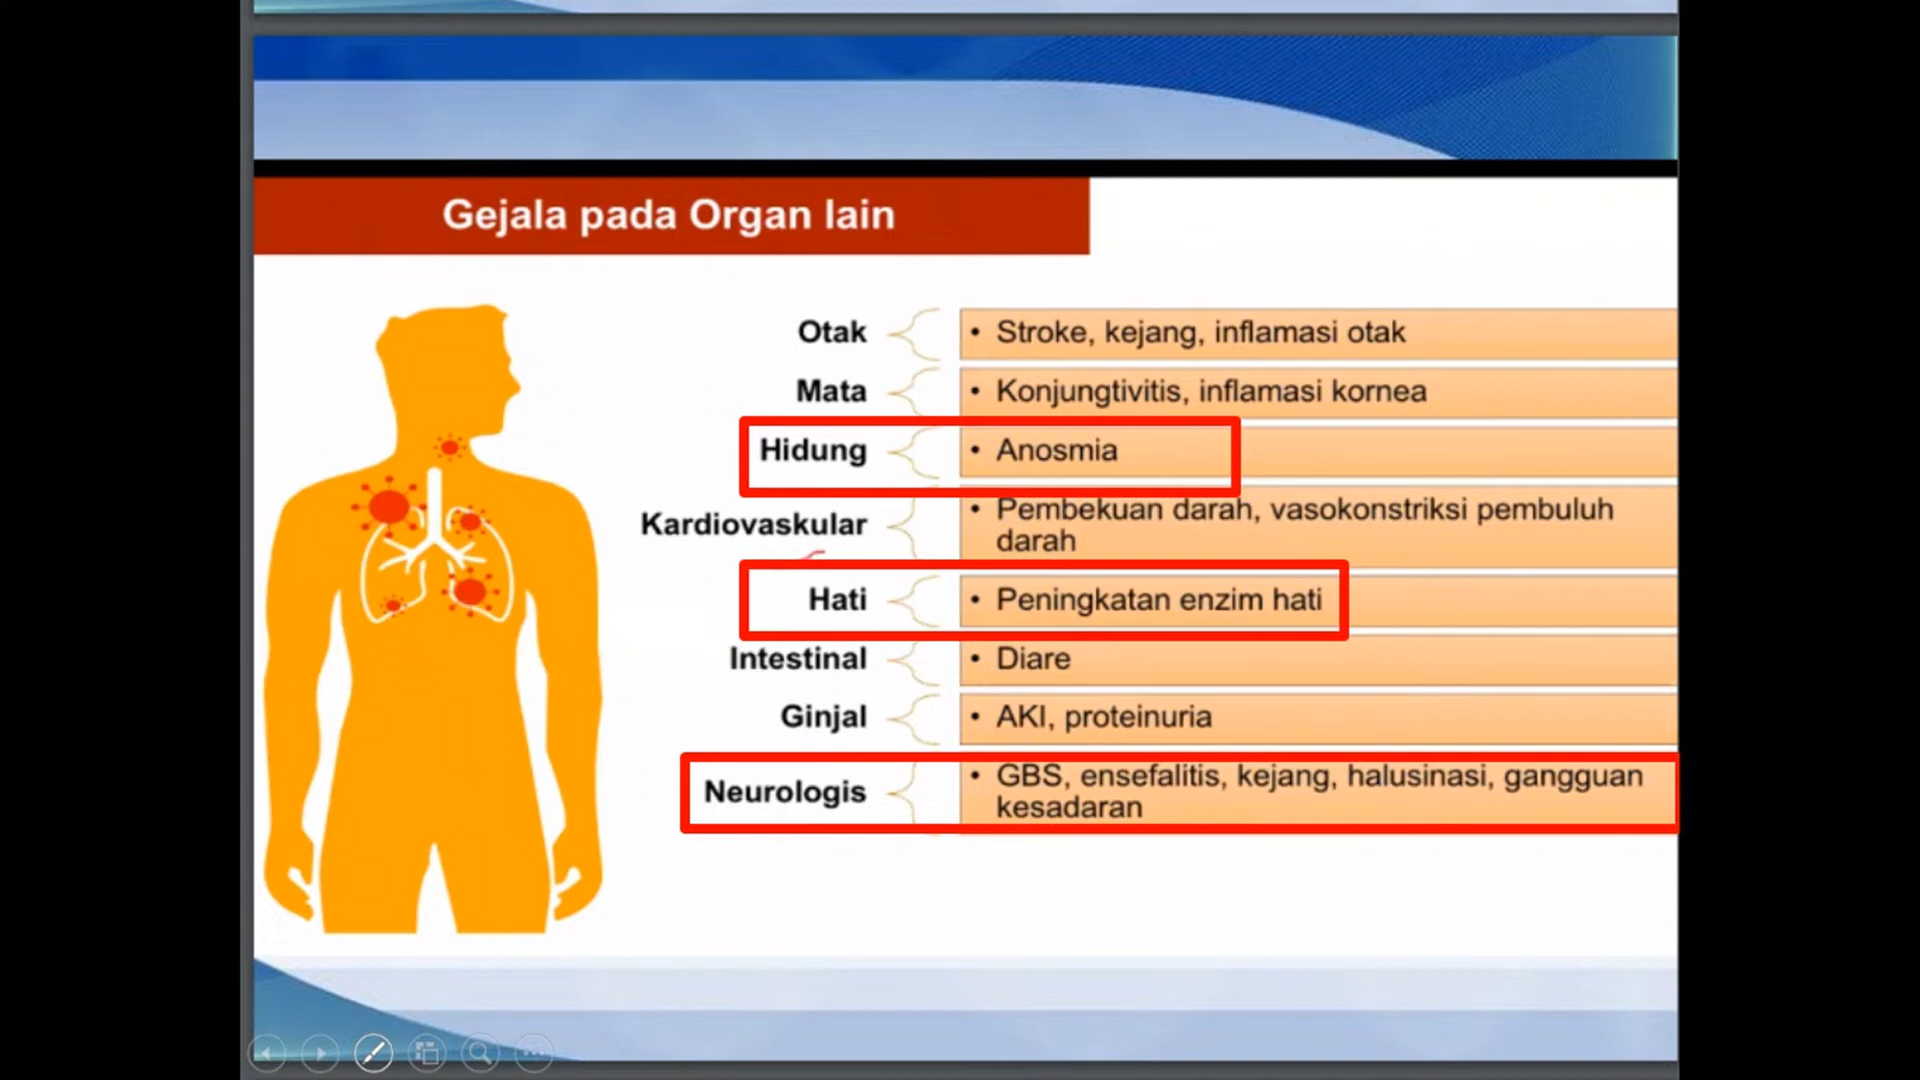 Gejala pada Organ lain
Otak
• Stroke, kejang, inflamasi otak
Mata
• Konjungtivitis, inflamasi kornea
Hidung
• Anosmia
Kardiovaskular
• Pembekuan darah, vasokonstriksi pembuluh
darah
Hati
• Peningkatan enzim hati
Intestinal
• Diare
Ginjal
• AKI, proteinuria
Neurologis
• GBS, ensefalitis, kejang, halusinasi, gangguan
kesadaran